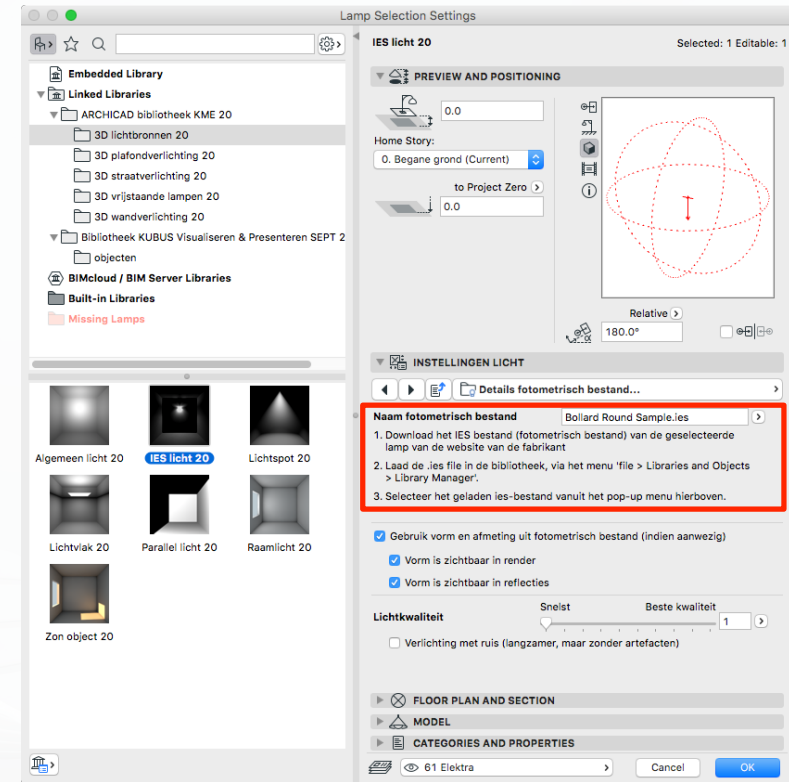 Lamp Selection Settings
Embedded Library
Linked Libraries
ARCHICAD bibliotheek KME 20
3D lichtbronnen 20
3D plafondverlichting 20
3D straatverlichting 20
3D vrijstaande lampen 20
3D wandverlichting 20
Bibliotheek KUBUS Visualiseren & Presenteren SEPT 2
objecten
BIMcloud / BIM Server Libraries
Built-in Libraries
Missing Lamps
Algemeen licht 20
IES licht 20
Lichtspot 20
Lichtvlak 20
Parallel licht 20
Raamlicht 20
Zon object 20
IES licht 20
Selected: 1 Editable: 1
PREVIEW AND POSITIONING
0.0
Home Story:
0. Begane grond (Current)
to Project Zero
0.0
Relative
180.0°
INSTELLINGEN LICHT
Details fotometrisch bestand...
Naam fotometrisch bestand
Bollard Round Sample.ies
1. Download het IES bestand (fotometrisch bestand) van de geselecteerde
lamp van de website van de fabrikant
2. Laad de .ies file in de bibliotheek, via het menu 'file > Libraries and Objects
> Library Manager'.
3. Selecteer het geladen ies-bestand vanuit het pop-up menu hierboven.
Gebruik vorm en afmeting uit fotometrisch bestand (indien aanwezig)
Vorm is zichtbaar in render
Vorm is zichtbaar in reflecties
Lichtkwaliteit
Snelst
Beste kwaliteit
1
Verlichting met ruis (langzamer, maar zonder artefacten)
FLOOR PLAN AND SECTION
MODEL
CATEGORIES AND PROPERTIES
61 Elektra
Cancel
OK